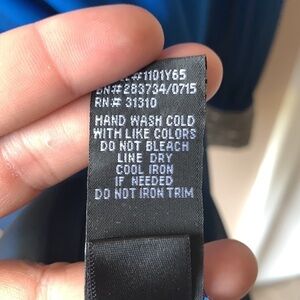 #1101Y65
283734/0715
RN# 31310
HAND WASH COLD
WITH LIKE COLORS
DO NOT BLEACH
LINE DRY
COOL IRON
IF NEEDED
DO NOT IRON TRIM